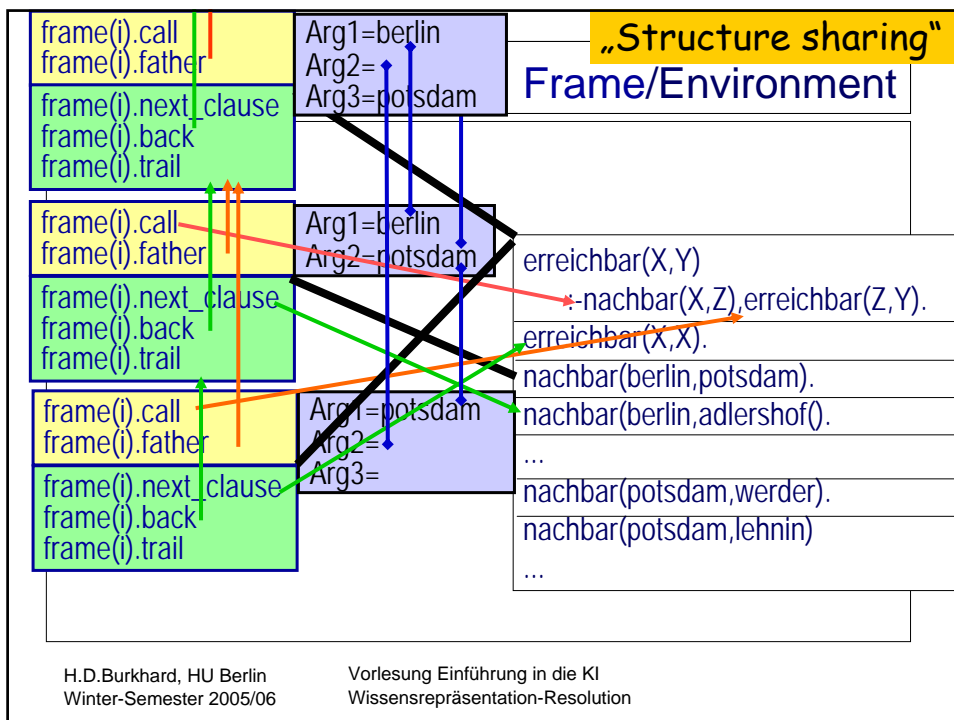 „Structure sharing“
Frame/Environment
frame(i).call
frame(i).father
frame(i).next_clause
frame(i).back
frame(i).trail
Arg1=berlin
Arg2=
Arg3=potsdam
frame(i).call
frame(i).father
frame(i).next_clause
frame(i).back
frame(i).trail
Arg1=berlin
Arg2=potsdam
frame(i).call
frame(i).father
frame(i).next_clause
frame(i).back
frame(i).trail
Arg1=potsdam
Arg2=
Arg3=
erreichbar(X,Y)
:-nachbar(X,Z),erreichbar(Z,Y).
erreichbar(X,X).
nachbar(berlin,potsdam).
nachbar(berlin,adlershof().
...
nachbar(potsdam,werder).
nachbar(potsdam,lehnin)
...
H.D.Burkhard, HU Berlin
Winter-Semester 2005/06
Vorlesung Einführung in die KI
Wissensrepräsentation-Resolution